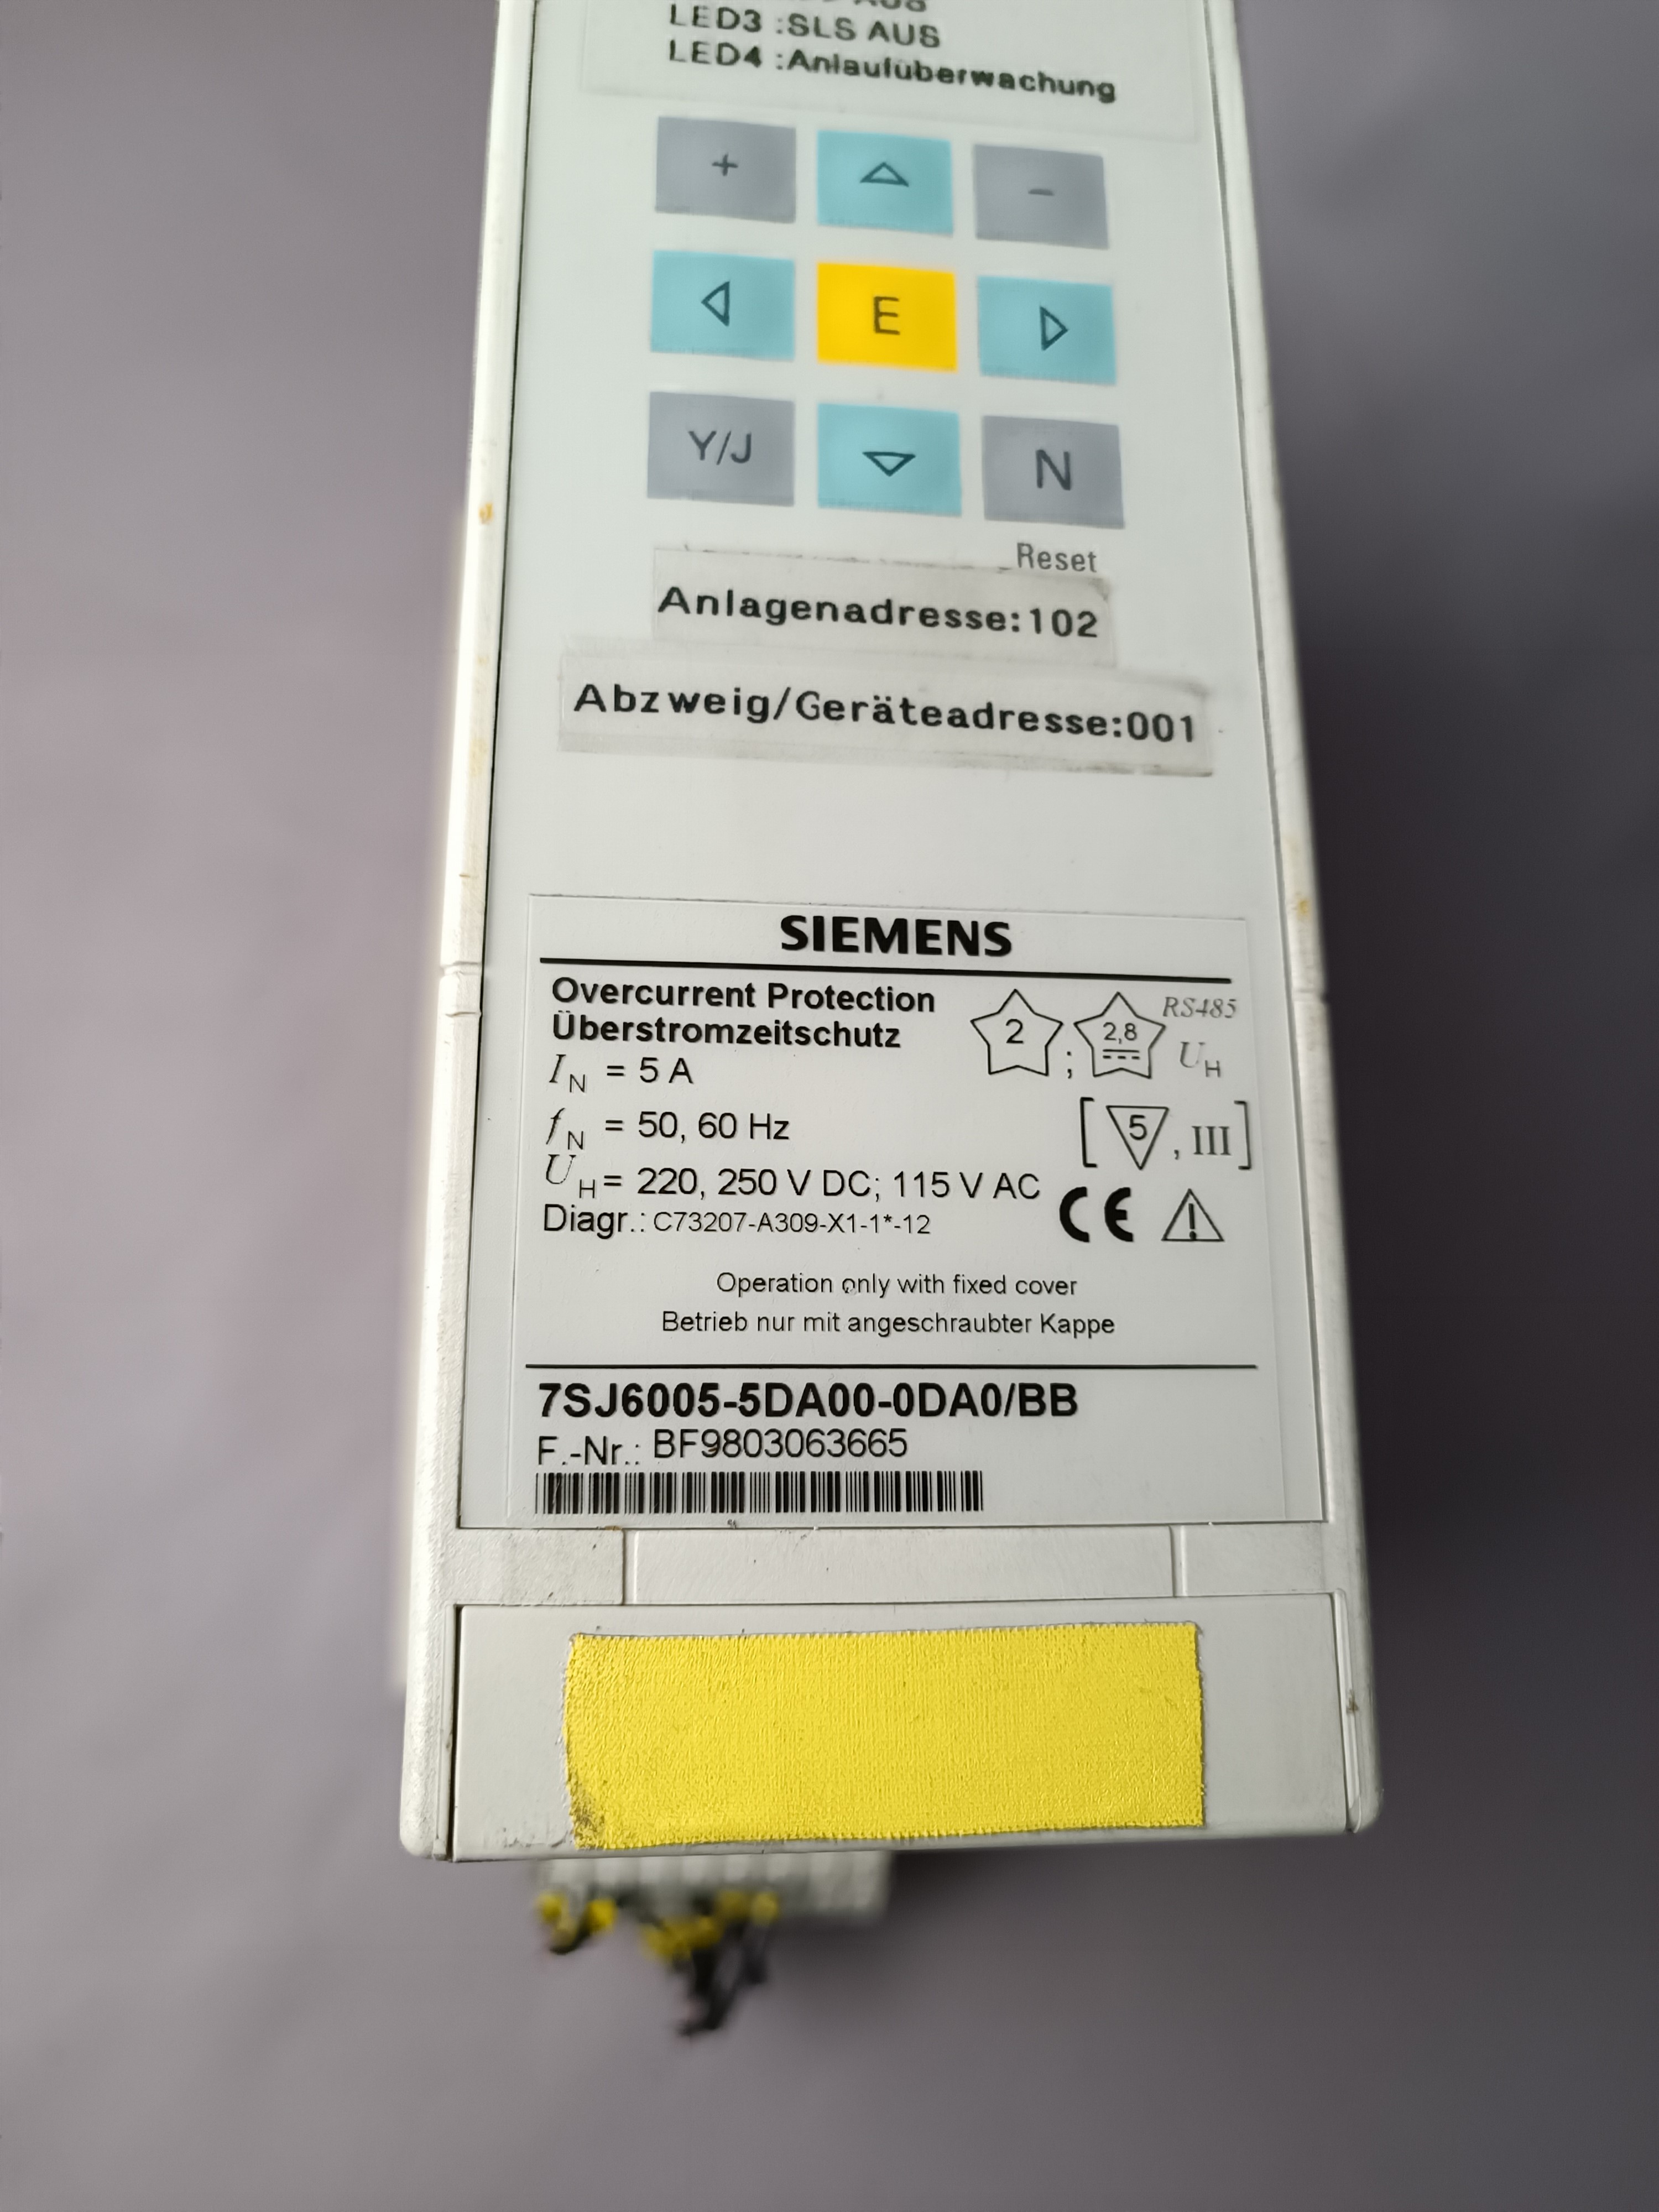 AUS
LED3 :SLS AUS
LED4 :Anlaufüberwachung
+
-
E
Y/J
N
Reset
Anlagenadresse:102
Abzweig/Geräteadresse:001
SIEMENS
Overcurrent Protection
Überstromzeitschutz
2 ; 2,8 RS485
UH
IN = 5 A
fN = 50, 60 Hz
[ 5 , III ]
UH = 220, 250 V DC; 115 V AC
Diagr.: C73207-A309-X1-1*-12
CE
Operation only with fixed cover
Betrieb nur mit angeschraubter Kappe
7SJ6005-5DA00-0DA0/BB
F.-Nr.: BF9803063665